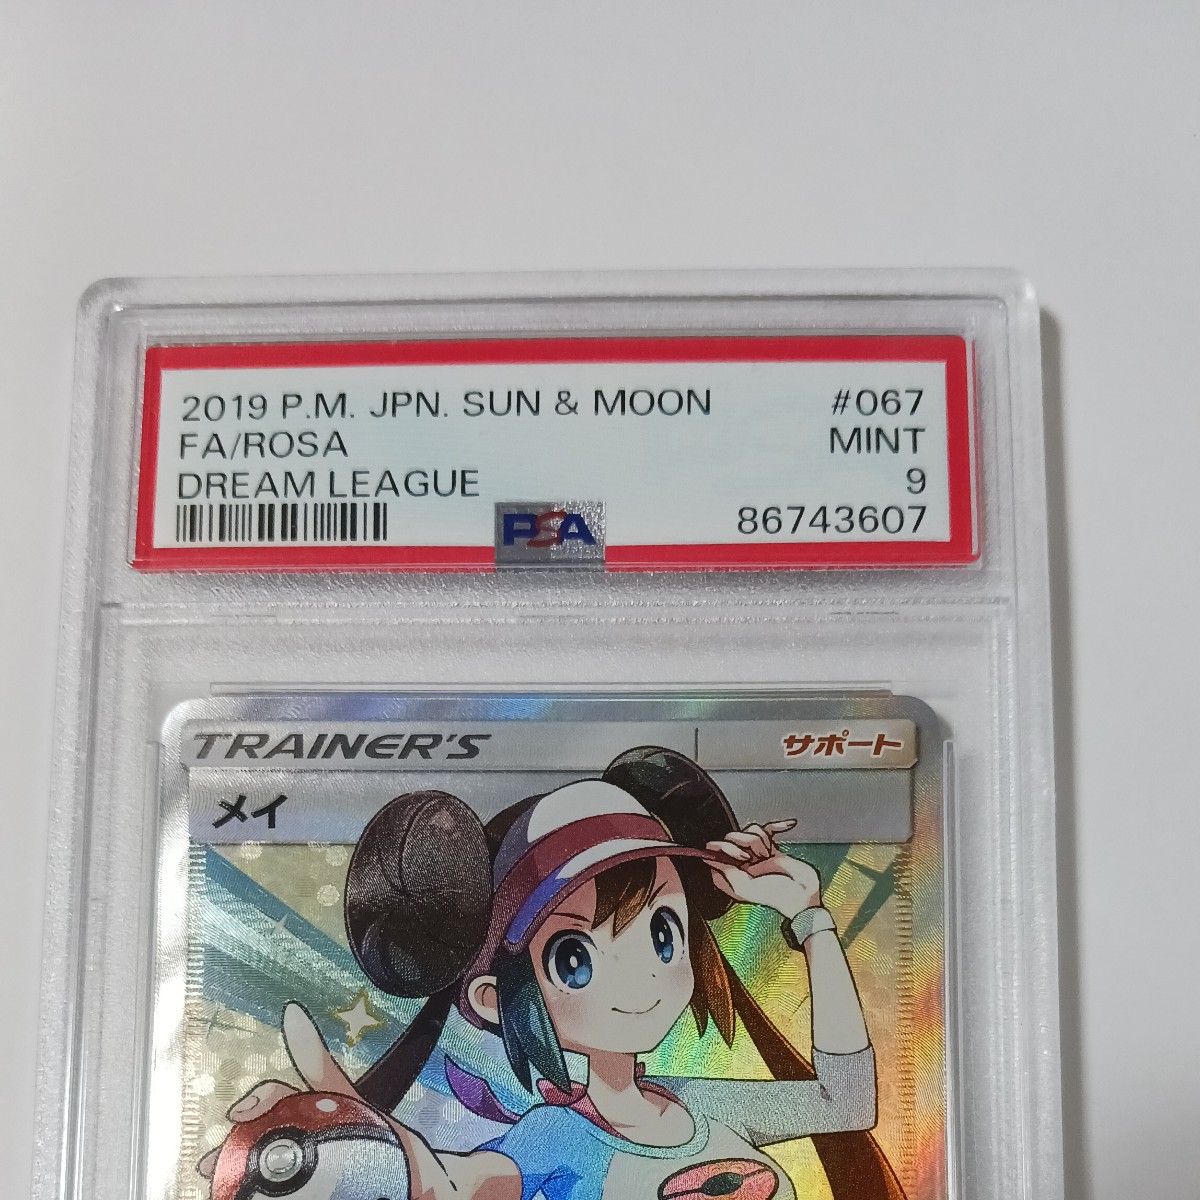 2019 P.M. JPN. SUN & MOON #067
FA/ROSA MINT
DREAM LEAGUE 9
PSA 86743607
TRAINER'S サポート
メイ